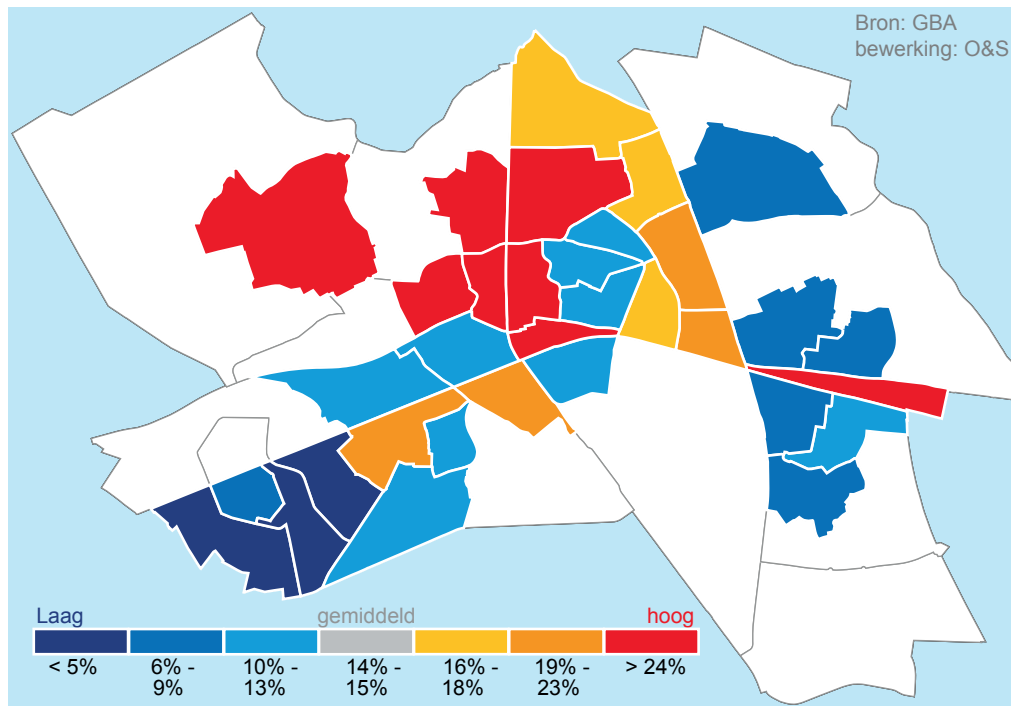 Bron: GBA
bewerking: O&S
Laag gemiddeld hoog
< 5% 6% - 10% - 14% - 16% - 19% - > 24%
9% 13% 15% 18% 23%